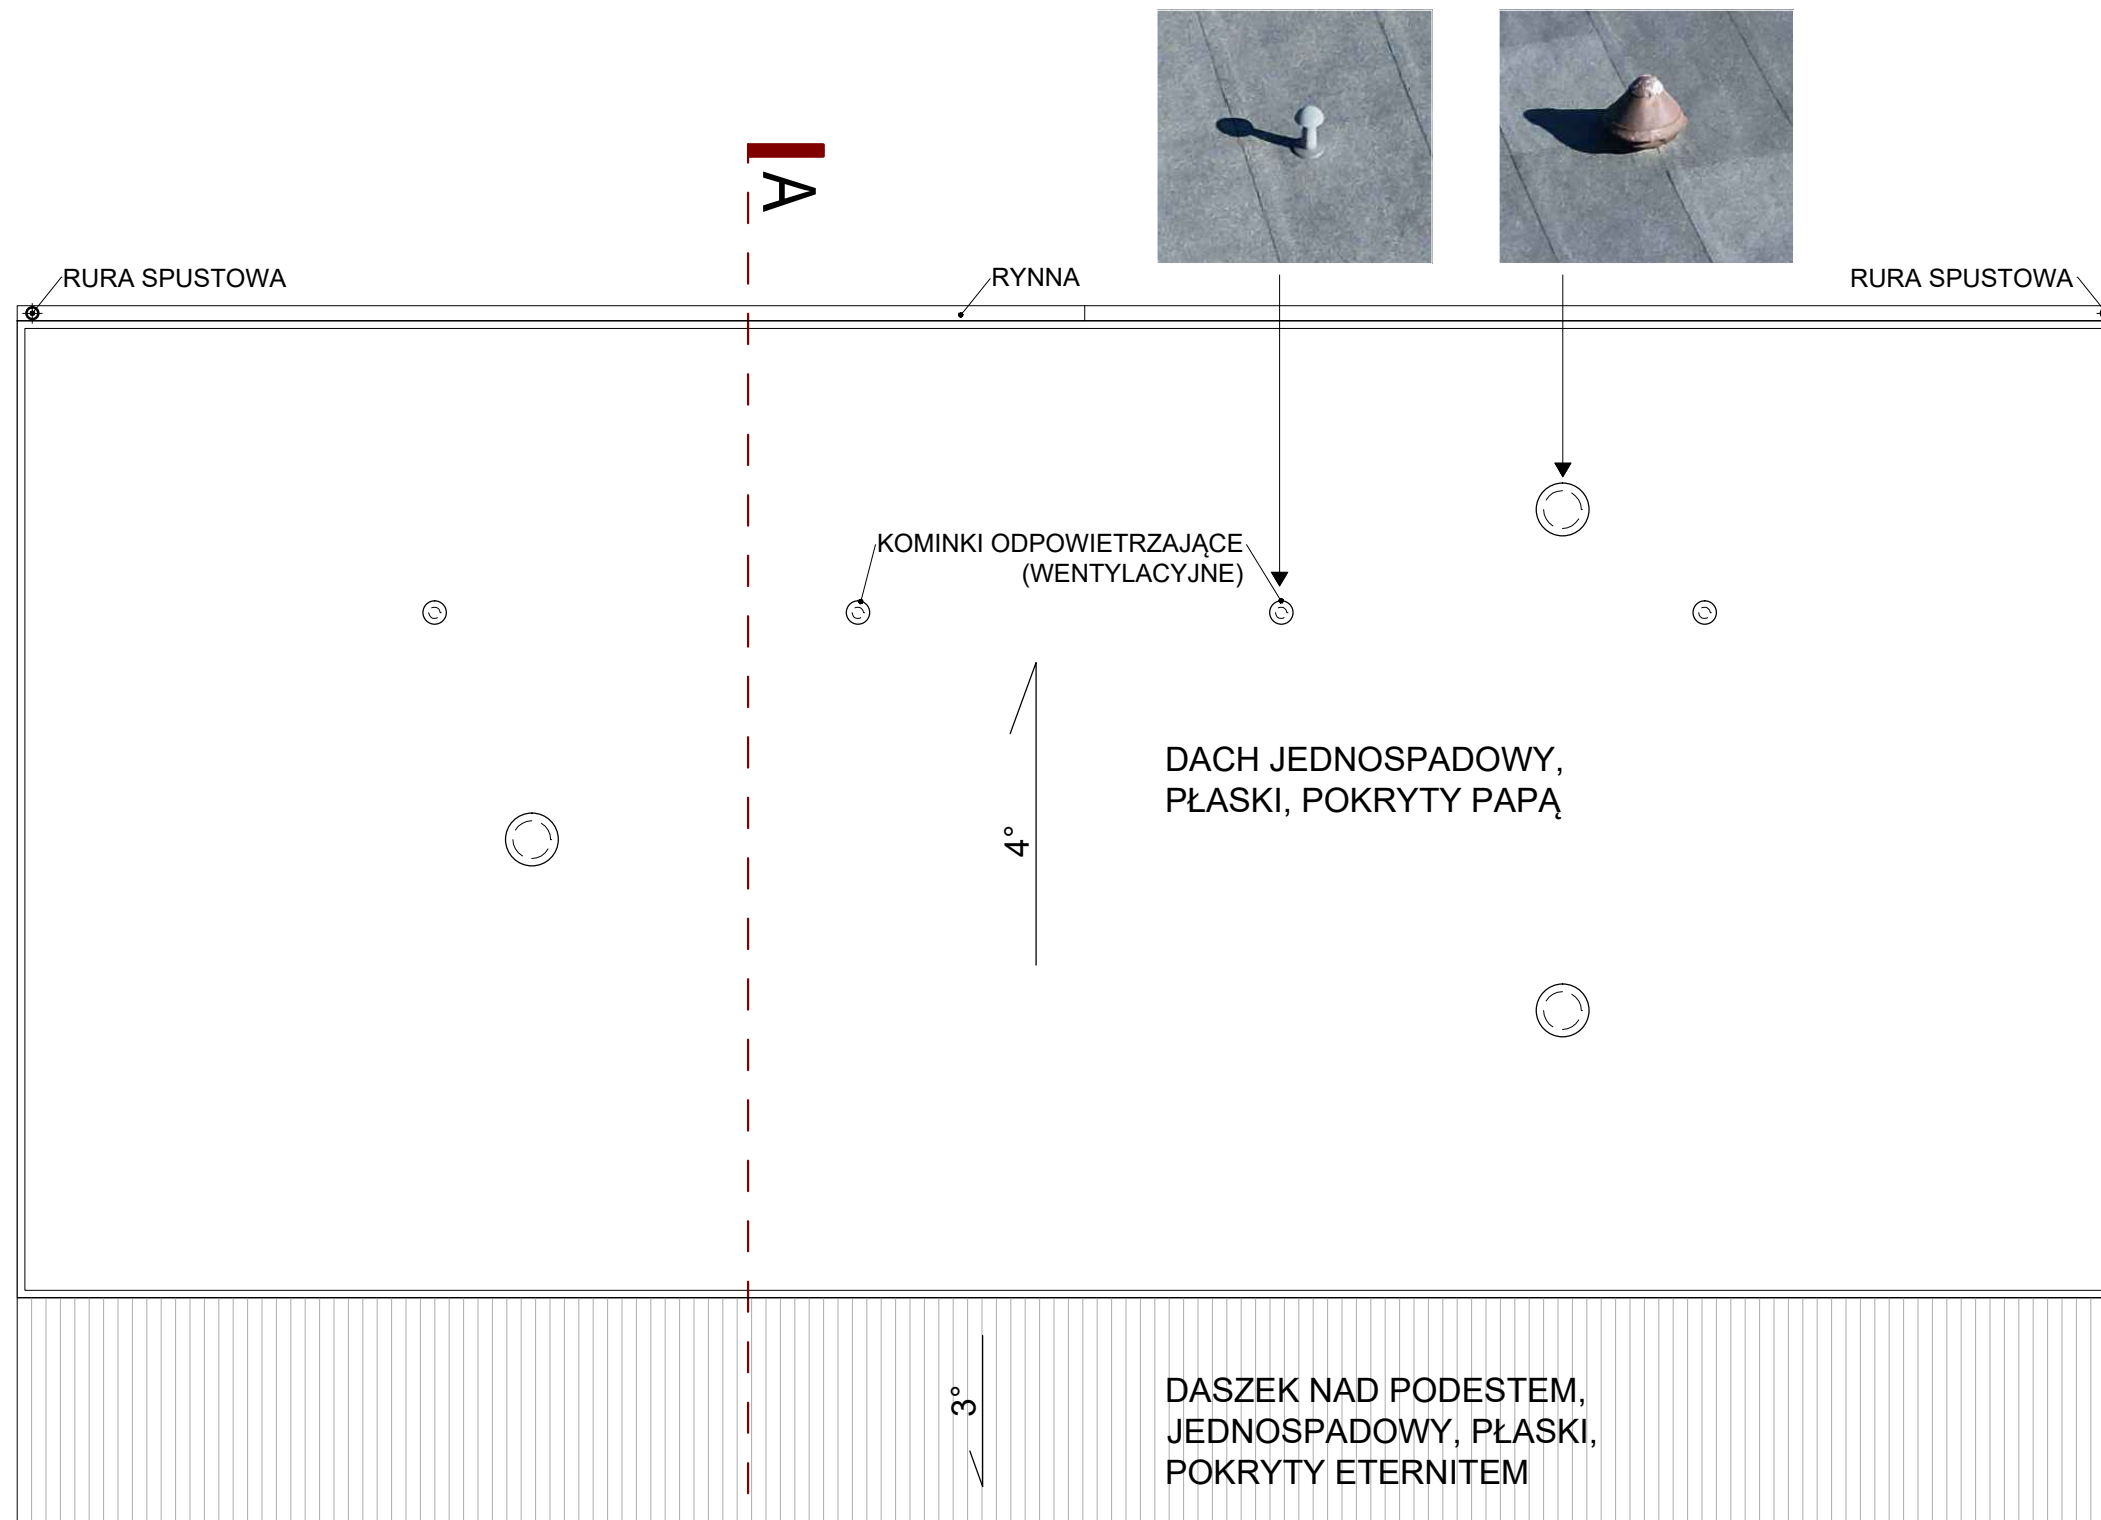 A
RURA SPUSTOWA
RYNNA
RURA SPUSTOWA
KOMINKI ODPOWIETRZAJĄCE
(WENTYLACYJNE)
DACH JEDNOSPADOWY,
PŁASKI, POKRYTY PAPĄ
4°
DASZEK NAD PODESTEM,
JEDNOSPADOWY, PŁASKI,
POKRYTY ETERNITEM
3°